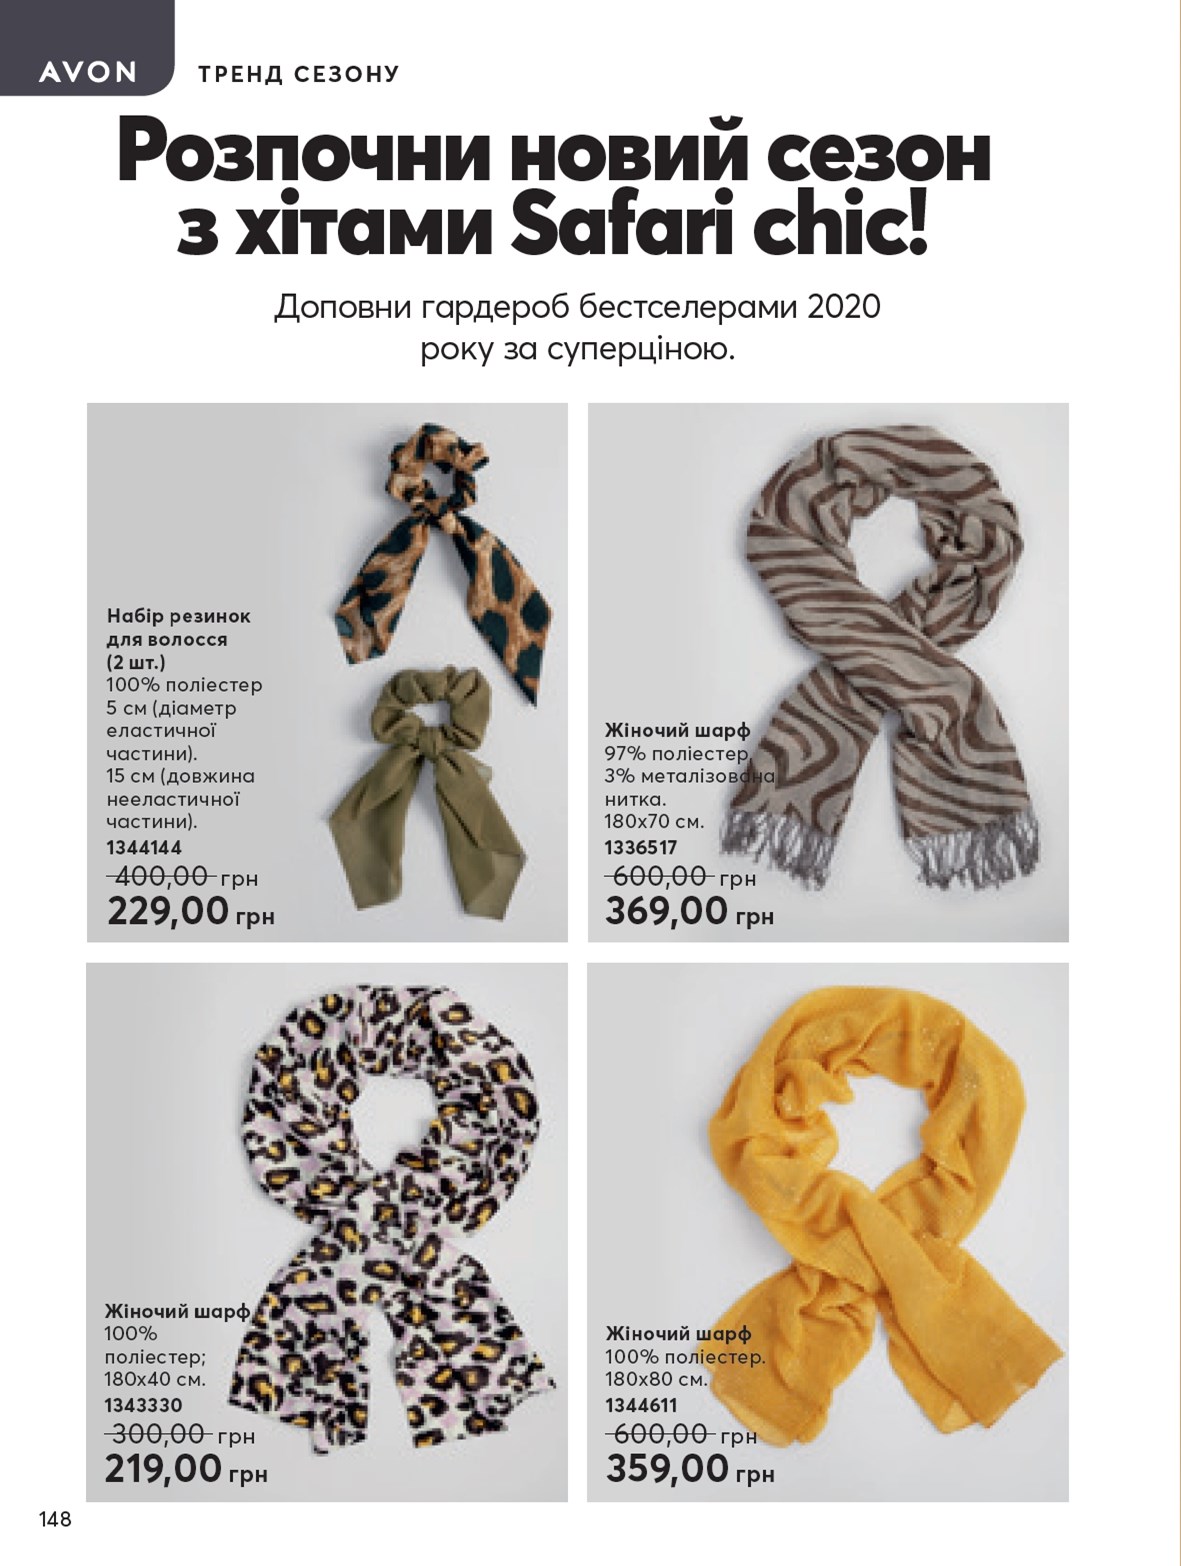 AVON
ТРЕНД СЕЗОНУ
Розпочни новий сезон
з хітами Safari chic!
Доповни гардероб бестселерами 2020
року за суперціною.
Набір резинок
для волосся
(2 шт.)
100% поліестер
5 см (діаметр
еластичної
частини).
15 см (довжина
нееластичної
частини).
1344144
400,00 грн
229,00 грн
Жіночий шарф
97% поліестер,
3% металізована
нитка.
180х70 см.
1336517
600,00 грн
369,00 грн
Жіночий шарф
100%
поліестер;
180х40 см.
1343330
300,00 грн
219,00 грн
Жіночий шарф
100% поліестер.
180х80 см.
1344611
600,00 грн
359,00 грн
148